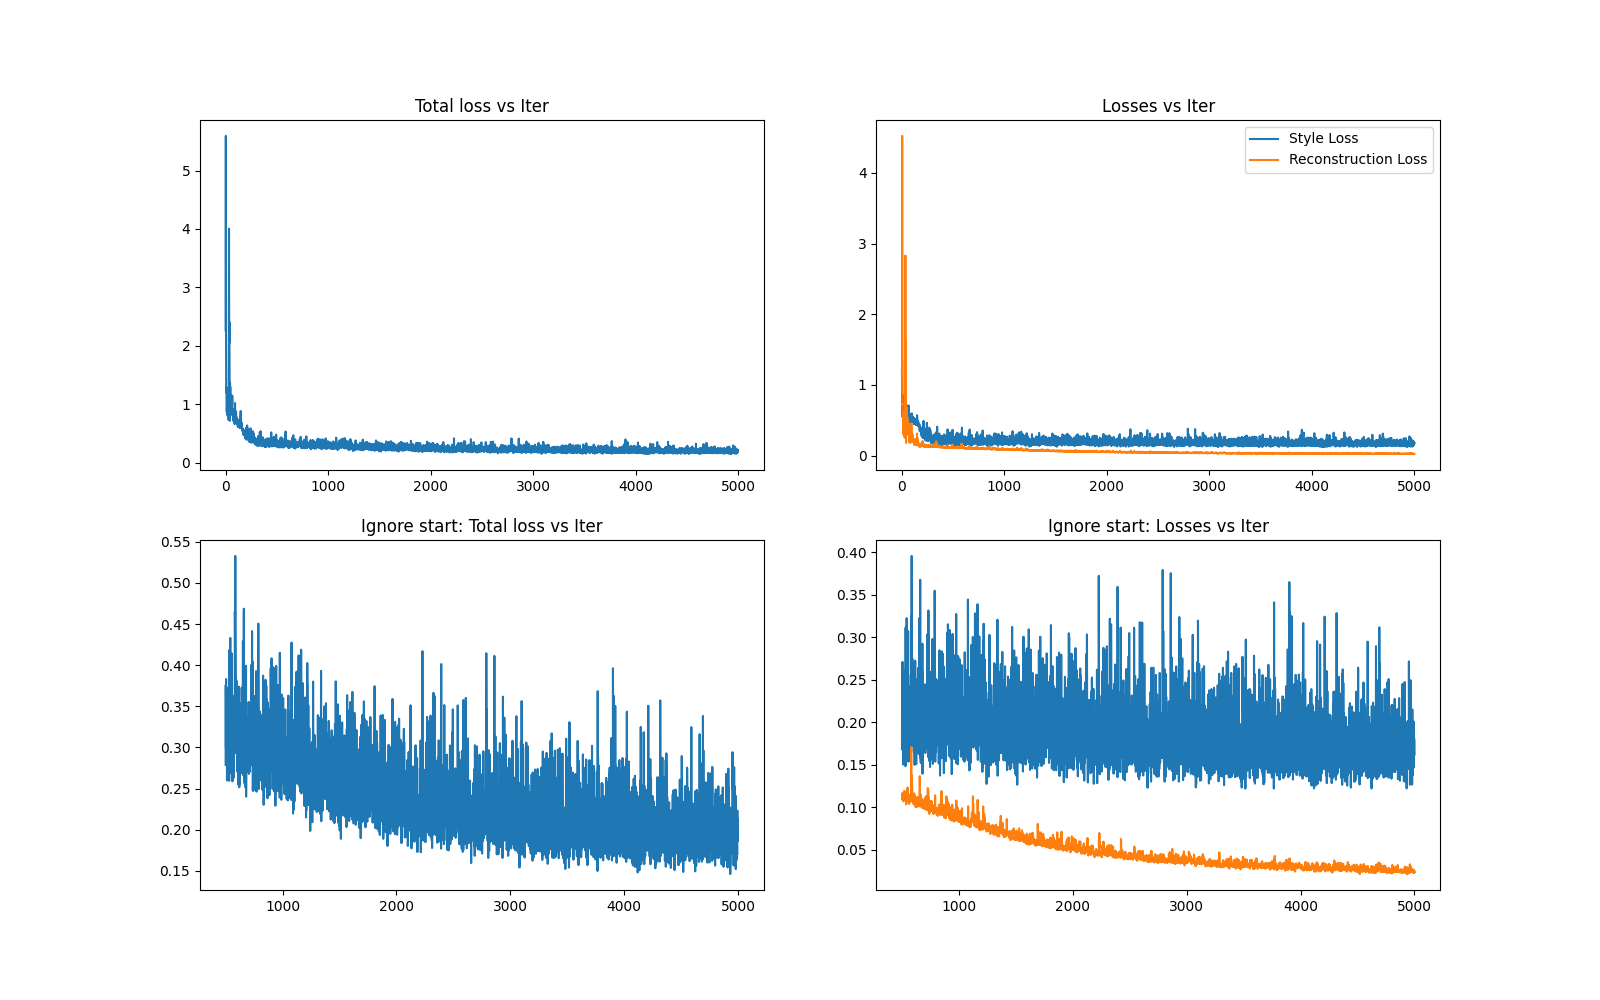 Total loss vs Iter
5
4
3
2
1
0
0 1000 2000 3000 4000 5000
Losses vs Iter
Style Loss
Reconstruction Loss
4
3
2
1
0
0 1000 2000 3000 4000 5000
Ignore start: Total loss vs Iter
0.55
0.50
0.45
0.40
0.35
0.30
0.25
0.20
0.15
1000 2000 3000 4000 5000
Ignore start: Losses vs Iter
0.40
0.35
0.30
0.25
0.20
0.15
0.10
0.05
1000 2000 3000 4000 5000